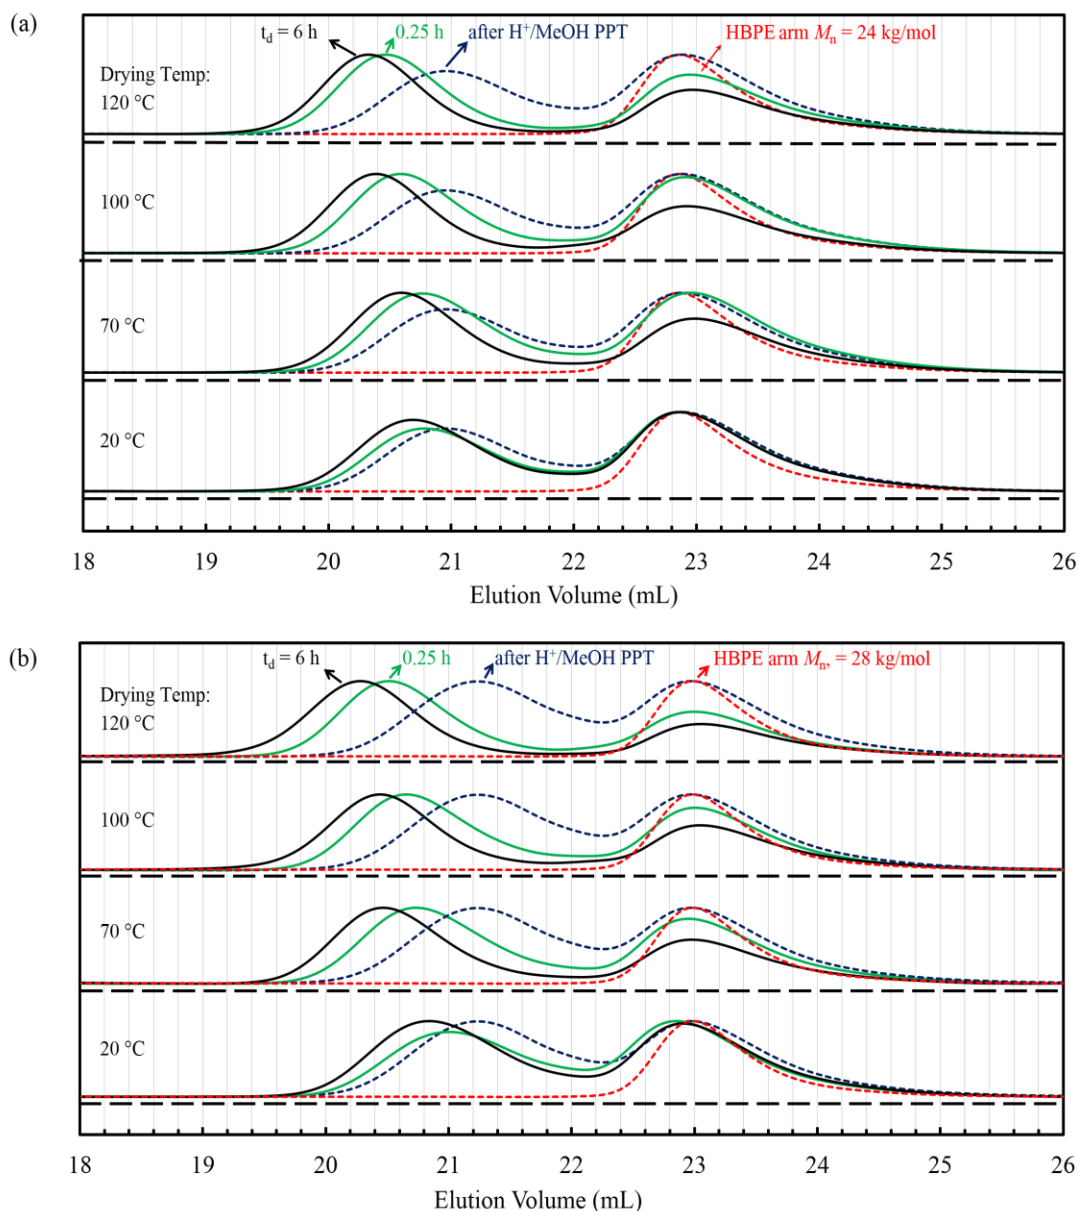 (a)
t_d = 6 h 0.25 h after H⁺/MeOH PPT HBPE arm Mₙ = 24 kg/mol
Drying Temp:
120 °C
100 °C
70 °C
20 °C
18 19 20 21 22 23 24 25 26
Elution Volume (mL)
(b)
t_d = 6 h 0.25 h after H⁺/MeOH PPT HBPE arm Mₙ, = 28 kg/mol
Drying Temp:
120 °C
100 °C
70 °C
20 °C
18 19 20 21 22 23 24 25 26
Elution Volume (mL)